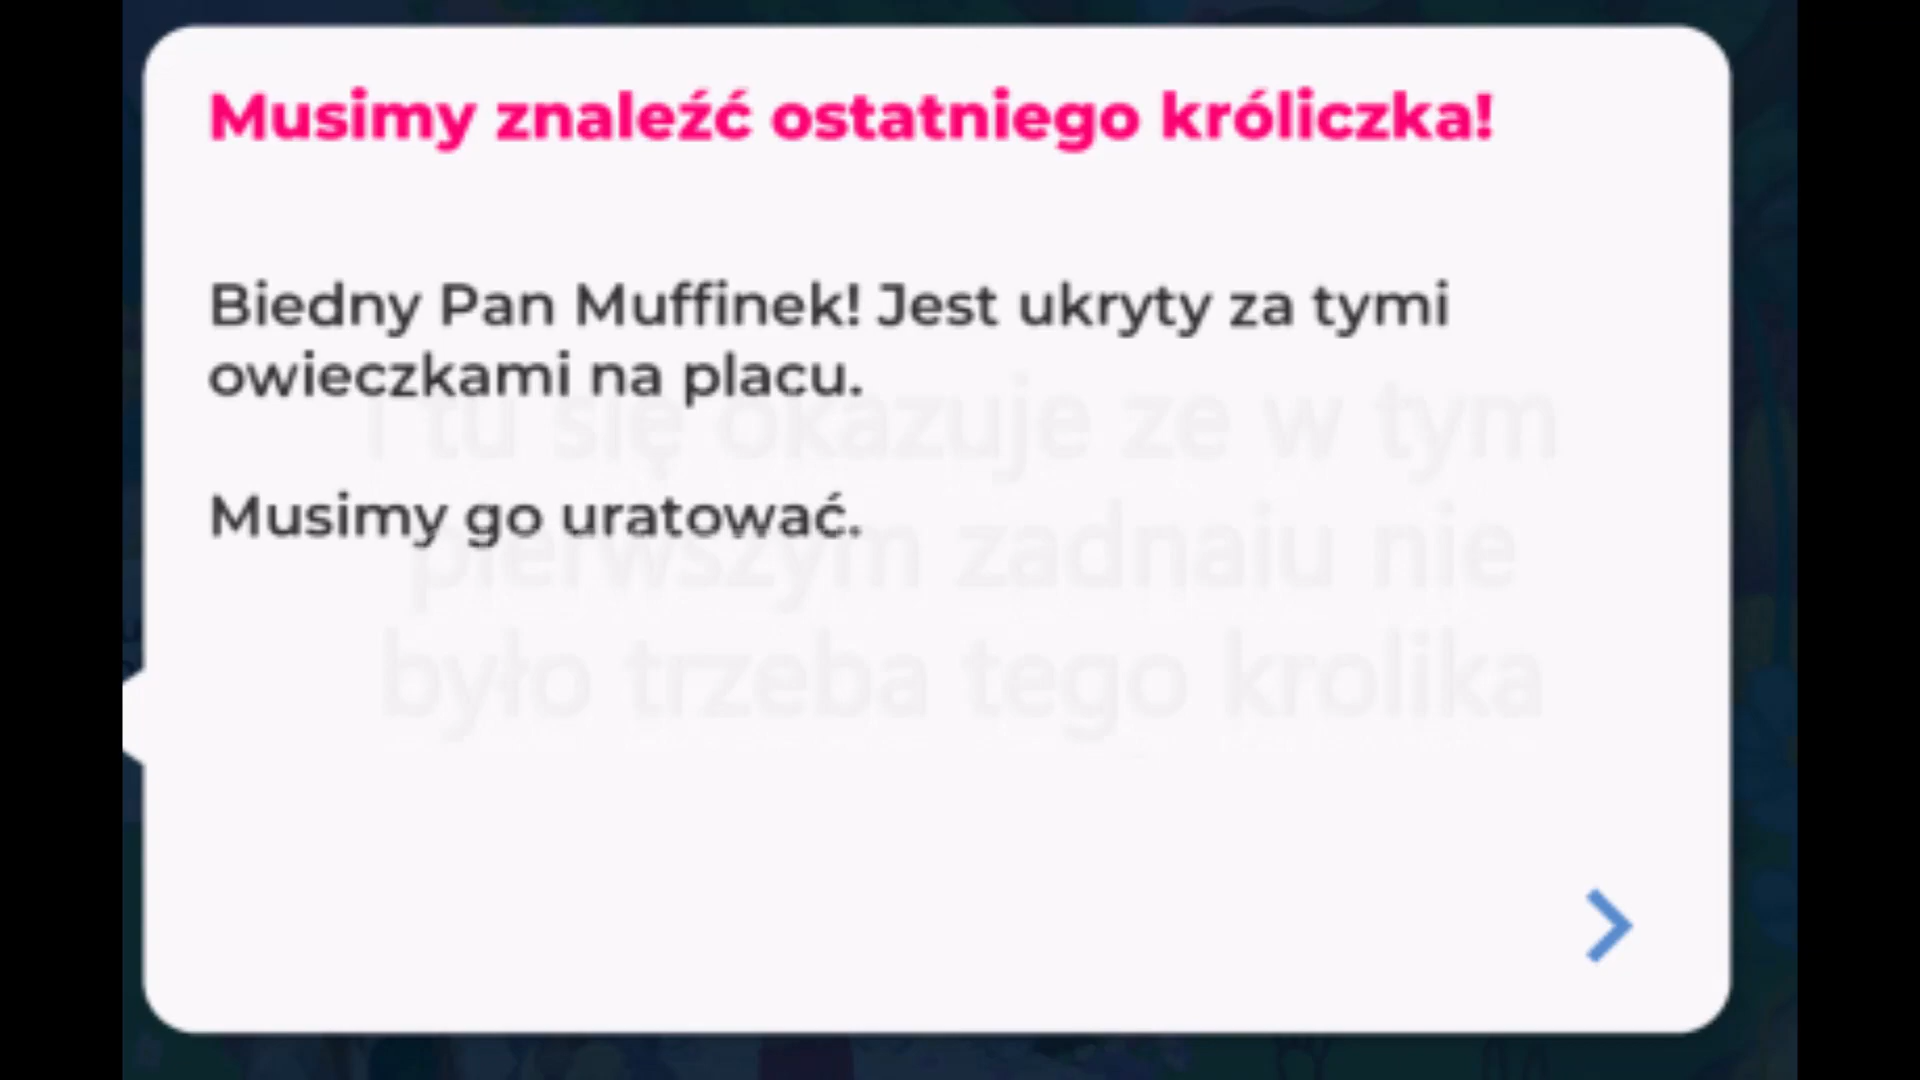 Musimy znaleźć ostatniego króliczka!
Biedny Pan Muffinek! Jest ukryty za tymi
owieczkami na placu.
Musimy go uratować.
I tu się okazuje ze w tym
pierwszym zadnaiu nie
było trzeba tego krolika